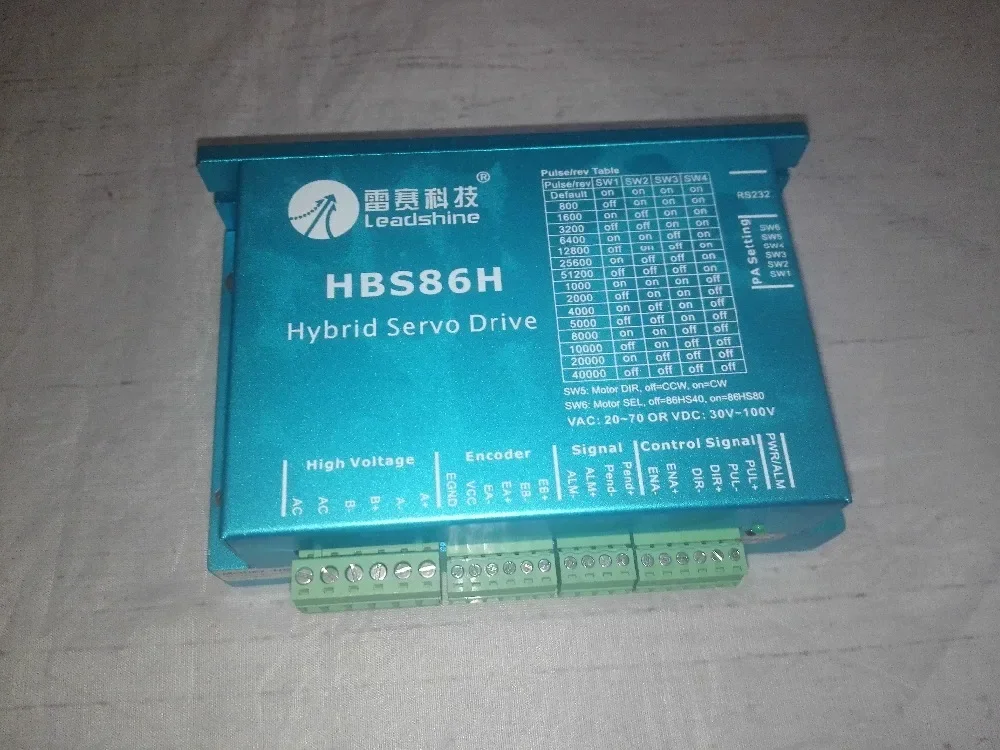 雷赛科技®
Leadshine
HBS86H
Hybrid Servo Drive
Pulse/rev Table
Pulse/rev SW1 SW2 SW3 SW4
Default on on on on
800 off on on on
1600 on off on on
3200 off off on on
6400 on on off on
12800 off on off on
25600 on off off on
51200 off off off on
1000 on on on off
2000 off on on off
4000 on off on off
5000 off off on off
8000 on on off off
10000 off on off off
20000 on off off off
40000 off off off off
SW5: Motor DIR, off=CCW, on=CW
SW6: Motor SEL, off=86HS40, on=86HS80
VAC: 20~70 OR VDC: 30V~100V
RS232
PA Setting
SW6
SW5
SW4
SW3
SW2
SW1
High Voltage
AC
AC
B-
B+
A-
A+
Encoder
EGND
VCC
EA-
EA+
EB-
EB+
Signal
ALM-
ALM+
Pend-
Pend+
Control Signal
ENA-
ENA+
DIR-
DIR+
PUL-
PUL+
PWR/ALM